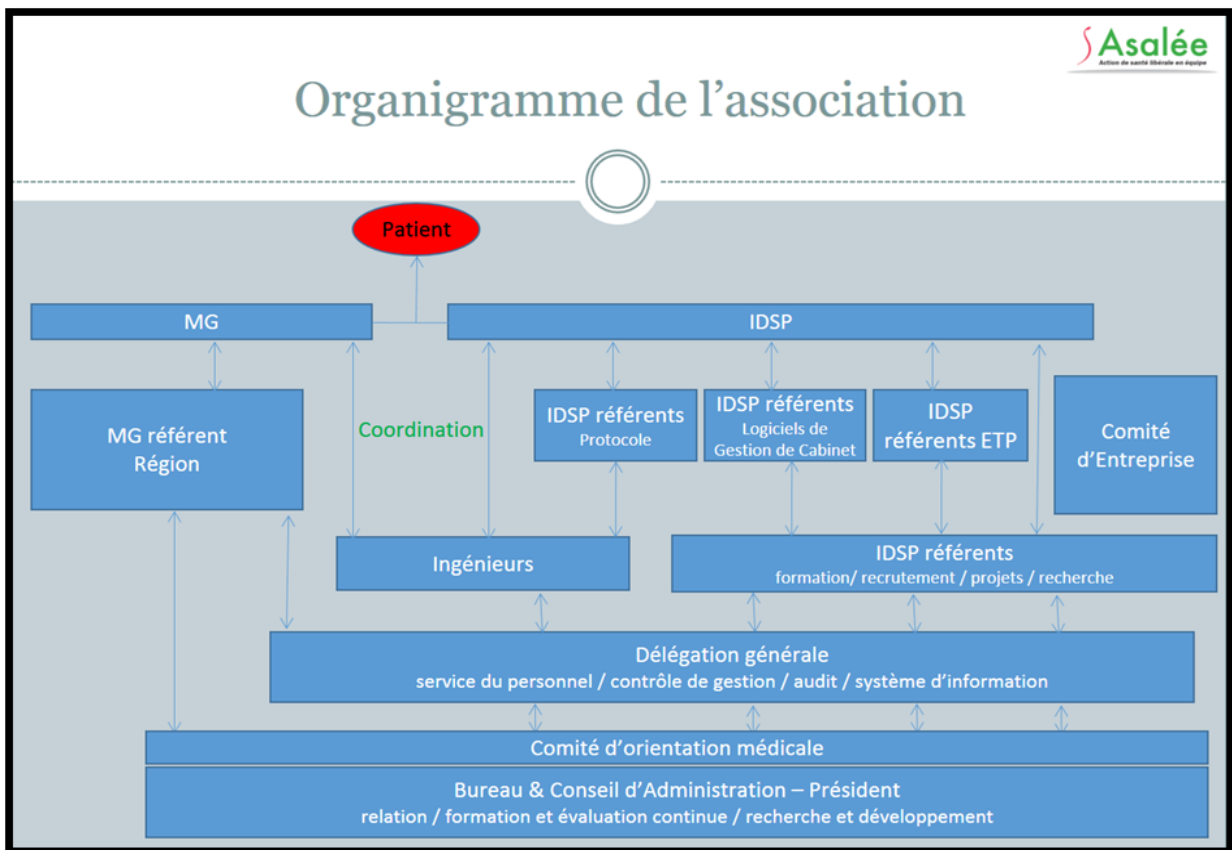 Asalée
Action de santé libérale en équipe
Organigramme de l’association
Patient
MG
IDSP
MG référent
Région
Coordination
IDSP référents
Protocole
IDSP référents
Logiciels de
Gestion de Cabinet
IDSP
référents ETP
Comité
d’Entreprise
Ingénieurs
IDSP référents
formation/ recrutement / projets / recherche
Délégation générale
service du personnel / contrôle de gestion / audit / système d’information
Comité d’orientation médicale
Bureau & Conseil d’Administration – Président
relation / formation et évaluation continue / recherche et développement